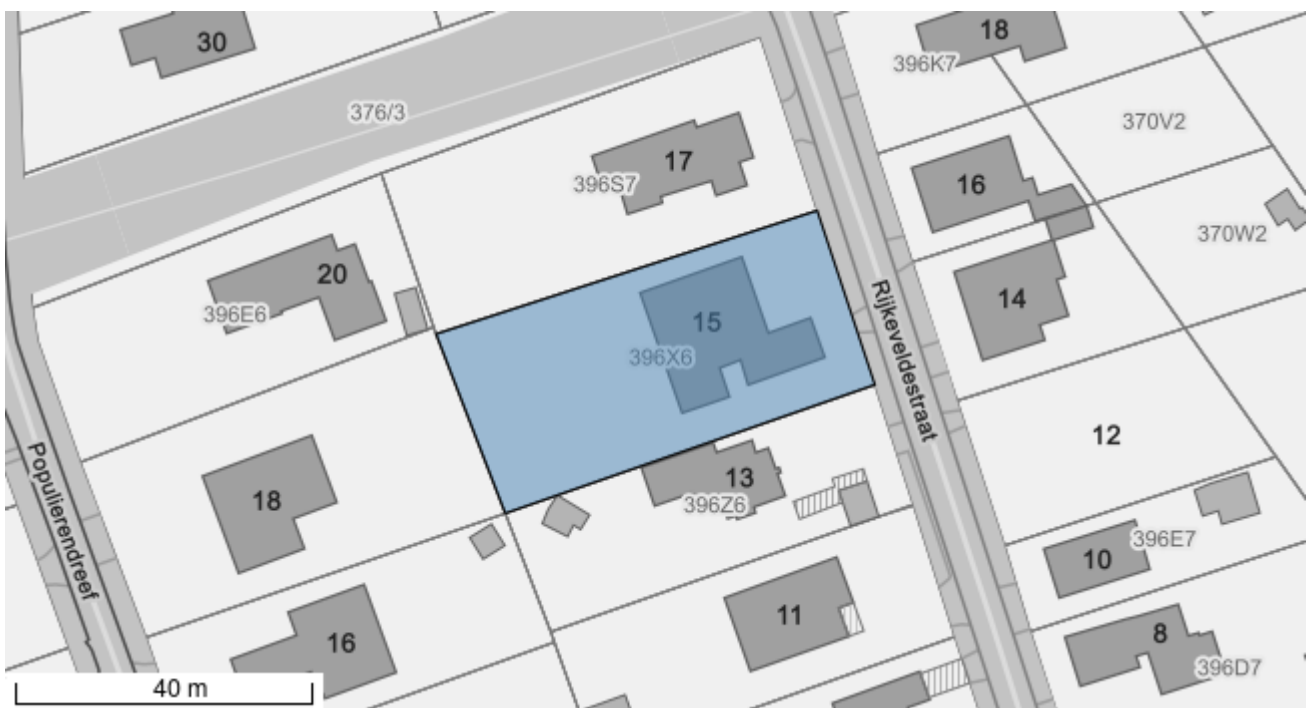 30
18
396K7
376/3
370V2
17
396S7
16
370W2
20
396E6
15
396X6
Rijkeveldestraat
14
12
Populierendreef
18
13
396Z6
396E7
10
11
16
8
396D7
40 m